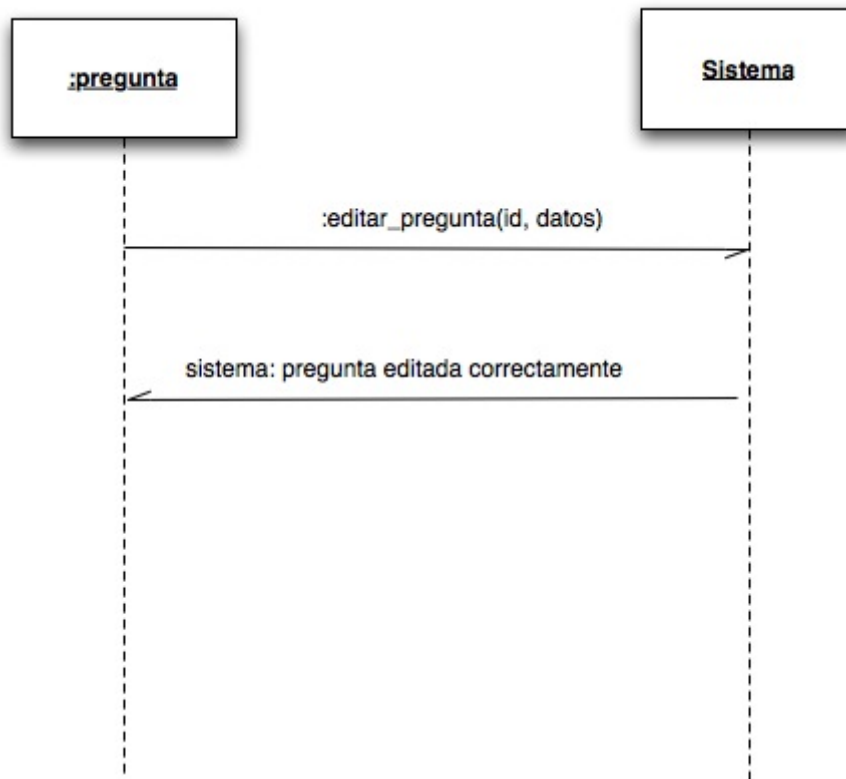 :pregunta
Sistema
:editar_pregunta(id, datos)
sistema: pregunta editada correctamente